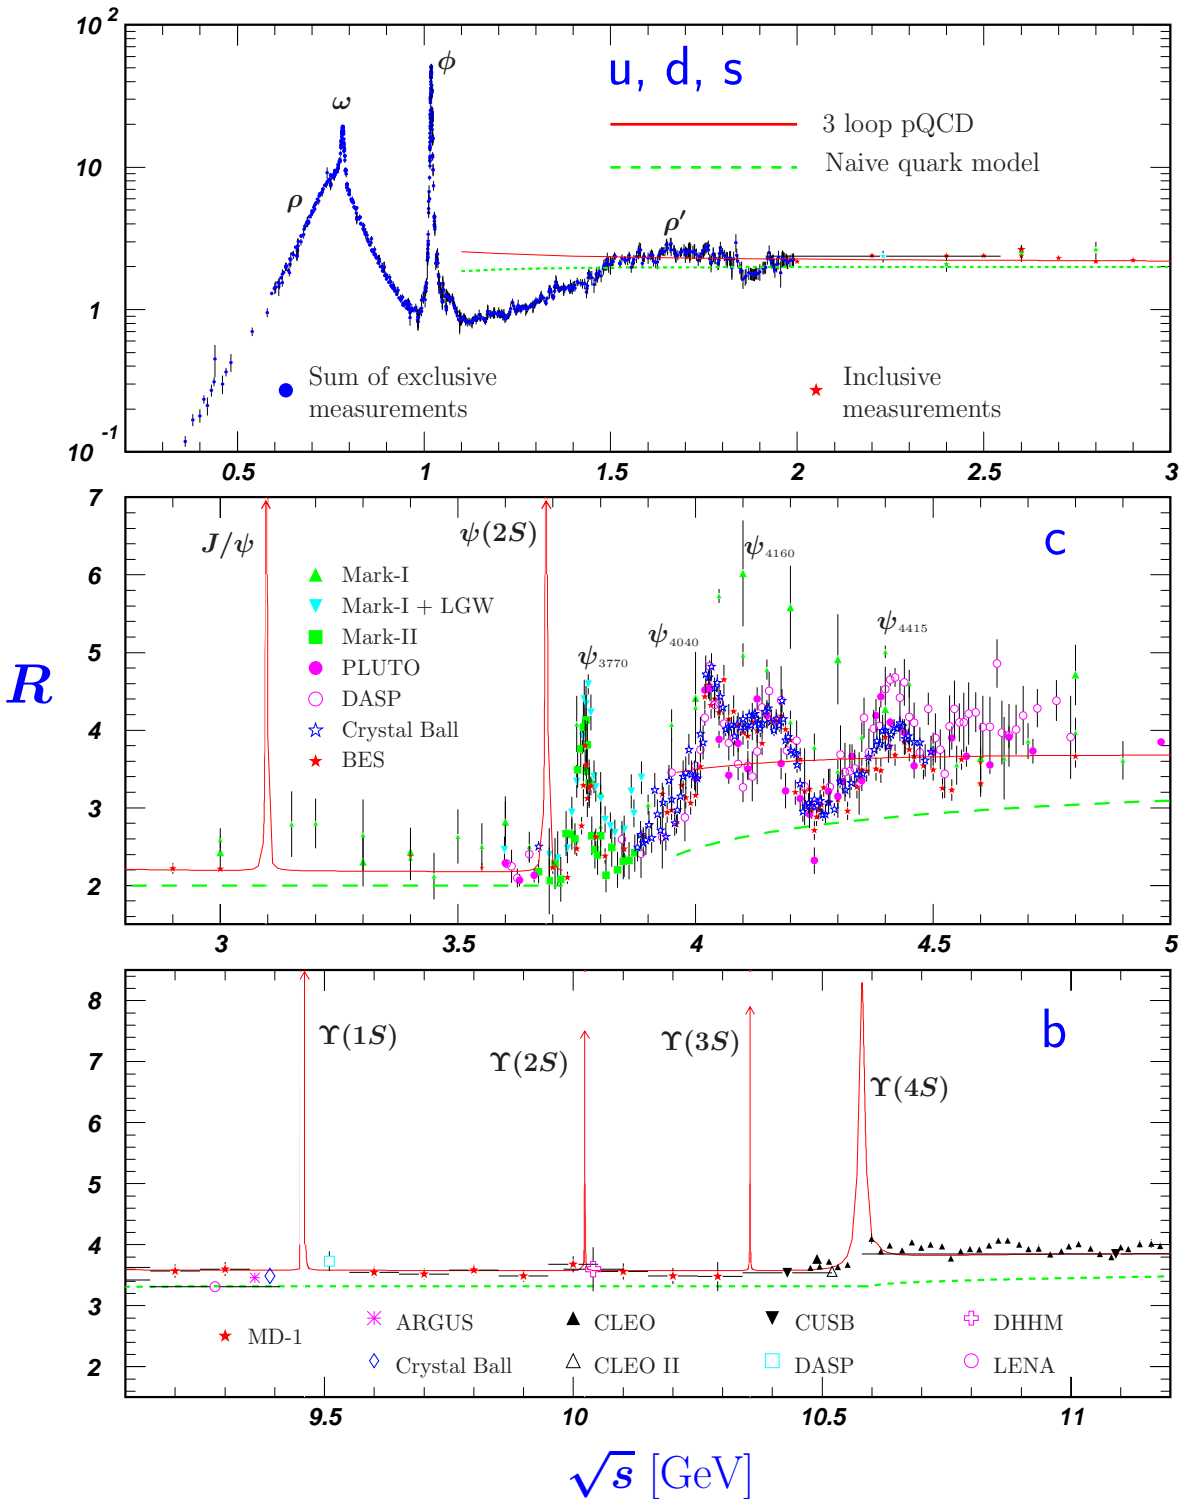 10 2
ϕ
u, d, s
ω
3 loop pQCD
Naive quark model
10
ρ
ρ′
1
Sum of exclusive measurements
Inclusive measurements
10 -1
0.5 1 1.5 2 2.5 3
7
J/ψ
ψ(2S)
ψ4160
c
6
Mark-I
Mark-I + LGW
Mark-II
ψ3770
ψ4040
ψ4415
5
PLUTO
R
DASP
4
Crystal Ball
BES
3
2
3 3.5 4 4.5 5
8
ϒ(1S)
ϒ(2S)
ϒ(3S)
ϒ(4S)
b
7
6
5
4
3
MD-1
ARGUS
CLEO
CUSB
DHHM
2
Crystal Ball
CLEO II
DASP
LENA
9.5 10 10.5 11
√s [GeV]